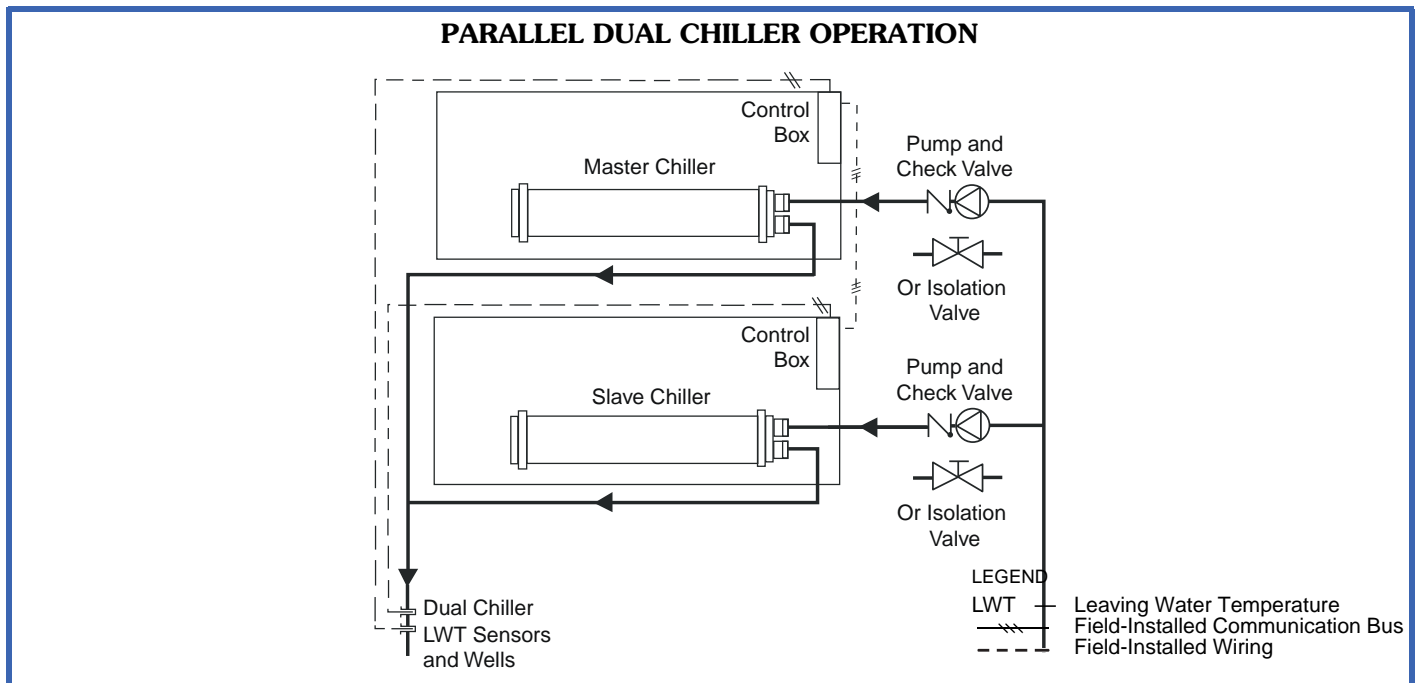 PARALLEL DUAL CHILLER OPERATION
Control
Box
Master Chiller
Pump and
Check Valve
Or Isolation
Valve
Control
Box
Slave Chiller
Pump and
Check Valve
Or Isolation
Valve
Dual Chiller
LWT Sensors
and Wells
LEGEND
LWT Leaving Water Temperature
Field-Installed Communication Bus
Field-Installed Wiring